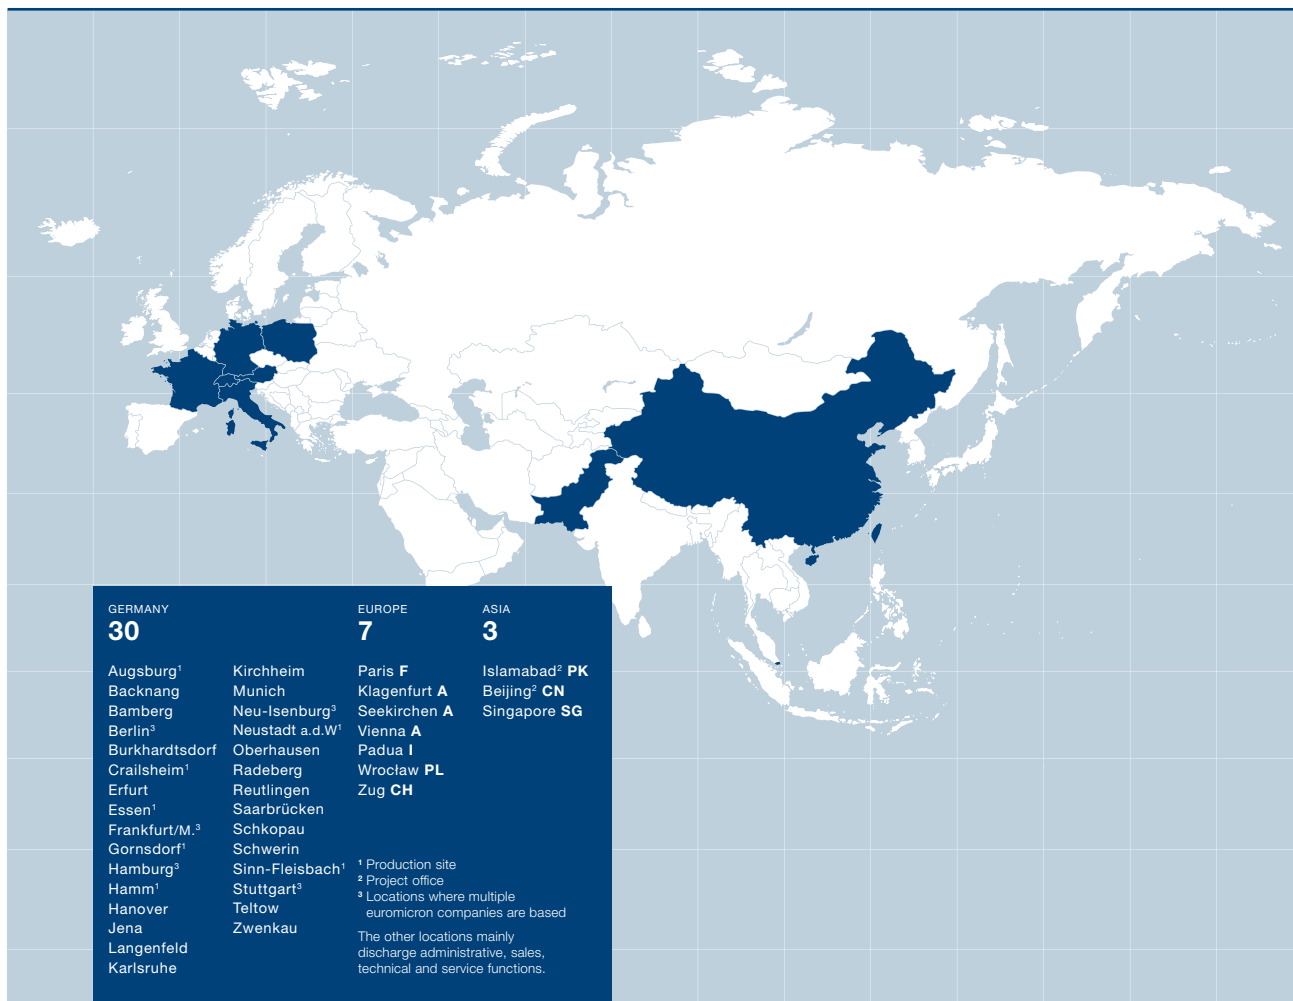 GERMANY
30
Augsburg¹
Backnang
Bamberg
Berlin³
Burkhardtsdorf
Crailsheim¹
Erfurt
Essen¹
Frankfurt/M.³
Gornsdorf¹
Hamburg³
Hamm¹
Hanover
Jena
Langenfeld
Karlsruhe
Kirchheim
Munich
Neu-Isenburg³
Neustadt a.d.W¹
Oberhausen
Radeberg
Reutlingen
Saarbrücken
Schkopau
Schwerin
Sinn-Fleisbach¹
Stuttgart³
Teltow
Zwenkau
EUROPE
7
Paris F
Klagenfurt A
Seekirchen A
Vienna A
Padua I
Wrocław PL
Zug CH
ASIA
3
Islamabad² PK
Beijing² CN
Singapore SG
¹ Production site
² Project office
³ Locations where multiple
euromicron companies are based
The other locations mainly
discharge administrative, sales,
technical and service functions.